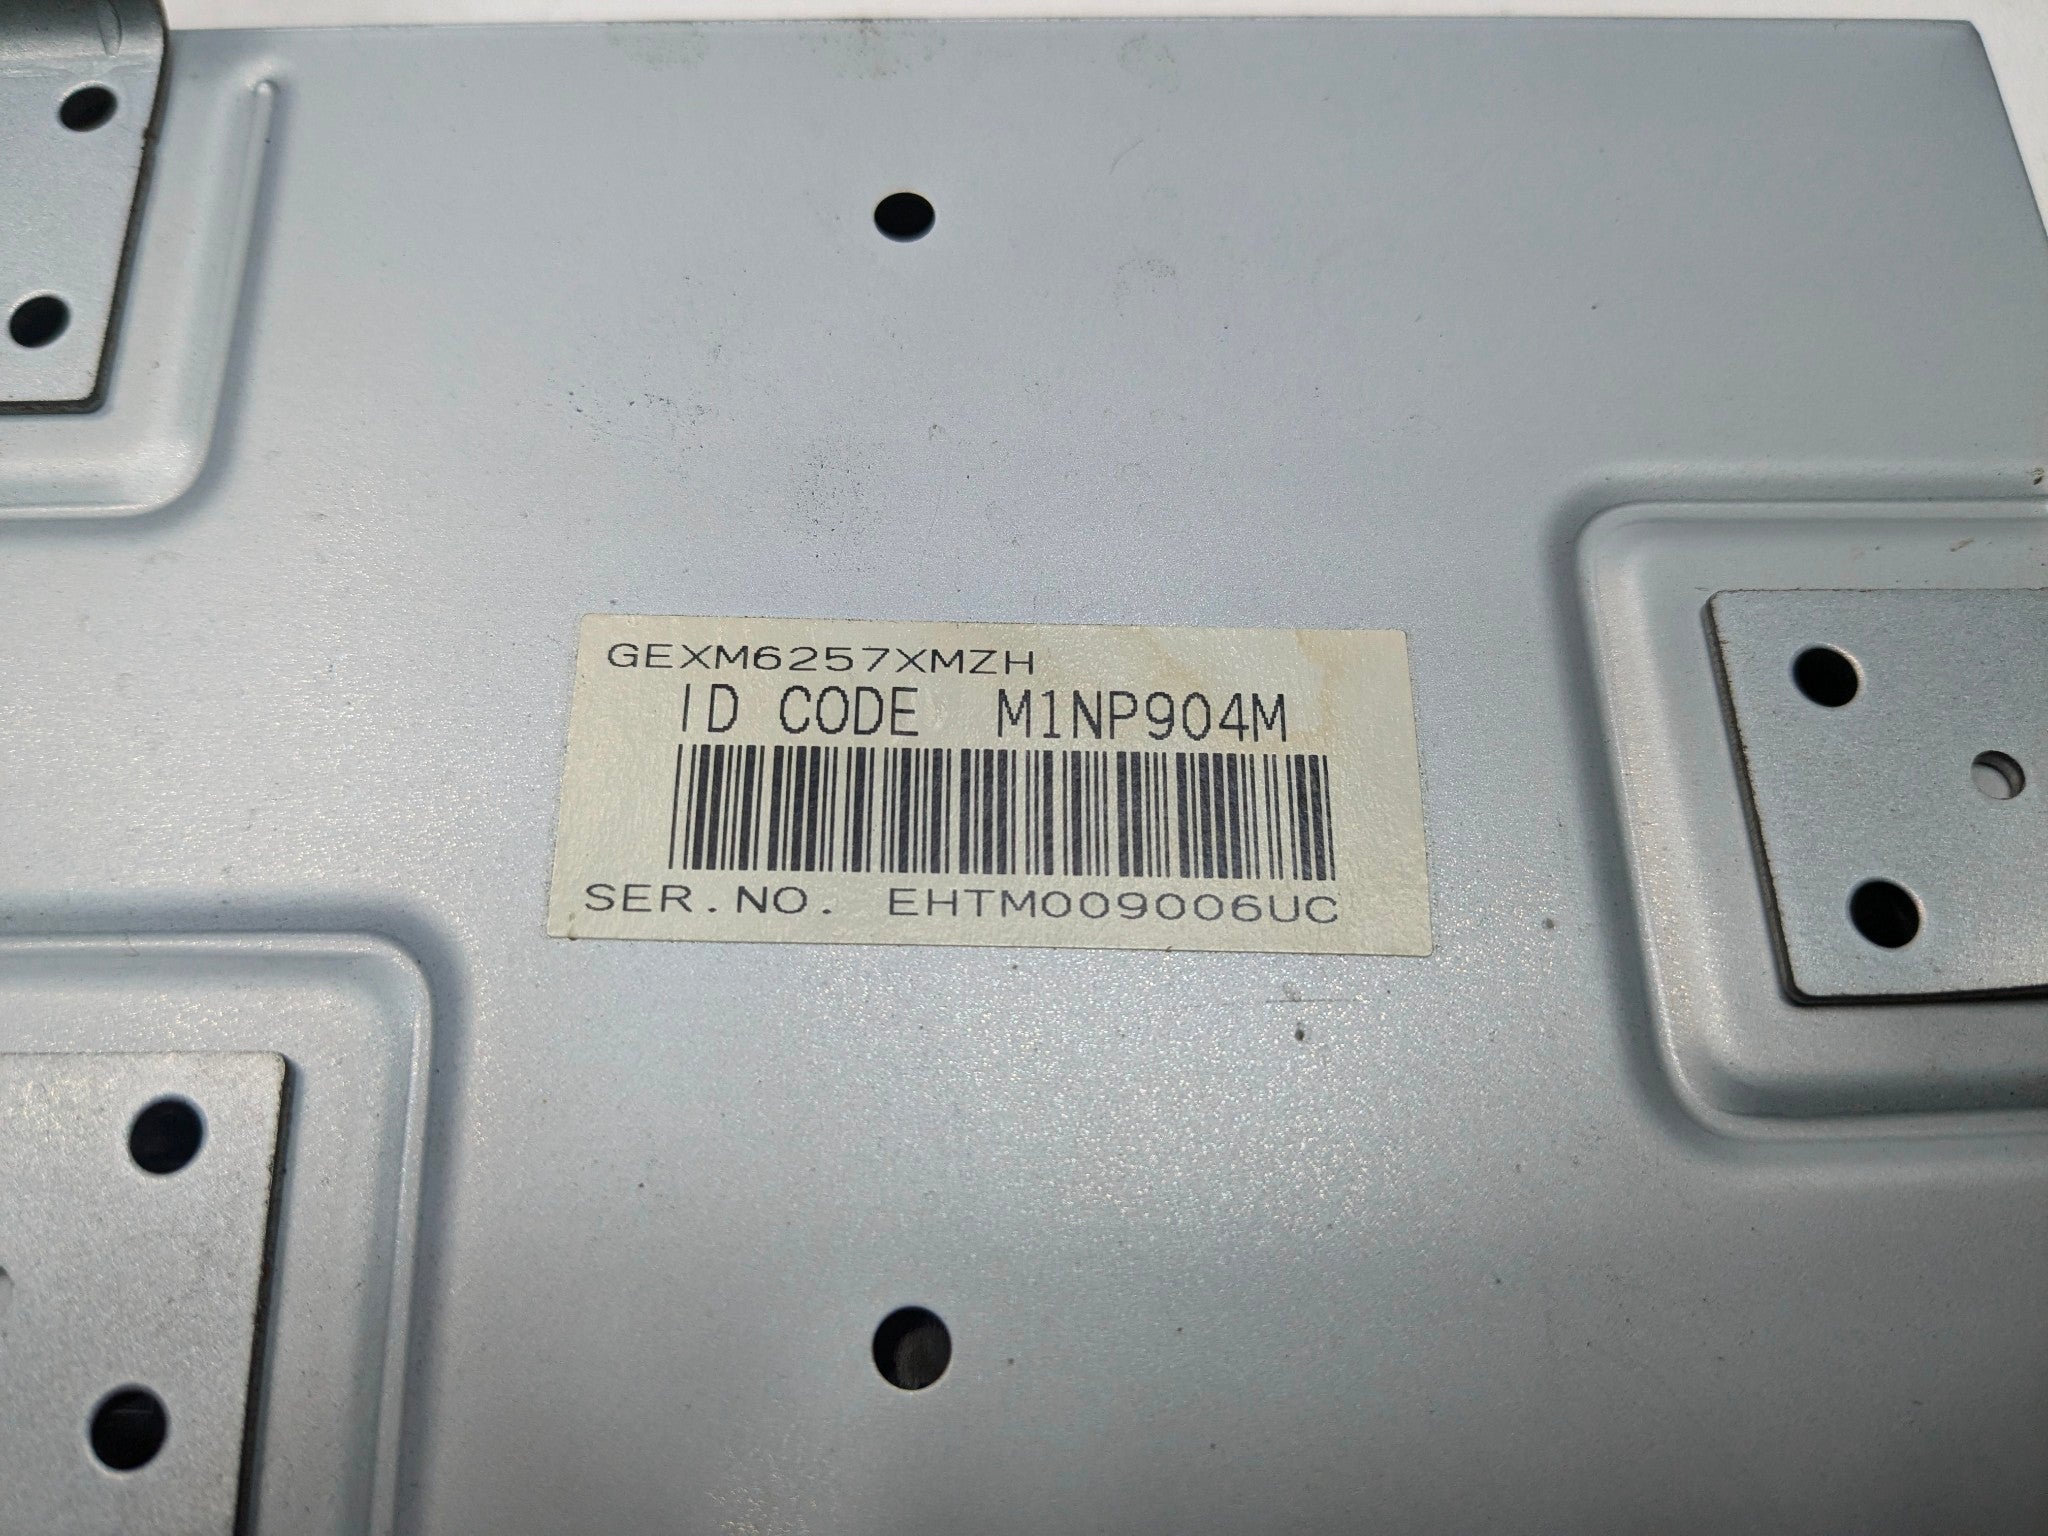 GEXM6257XMZH
ID CODE M1NP904M
SER.NO. EHTM009006UC